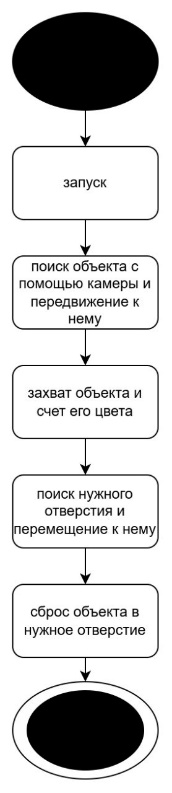 запуск
поиск объекта с
помощью камеры и
передвижение к
нему
захват объекта и
счет его цвета
поиск нужного
отверстия и
перемещение к нему
сброс объекта в
нужное отверстие